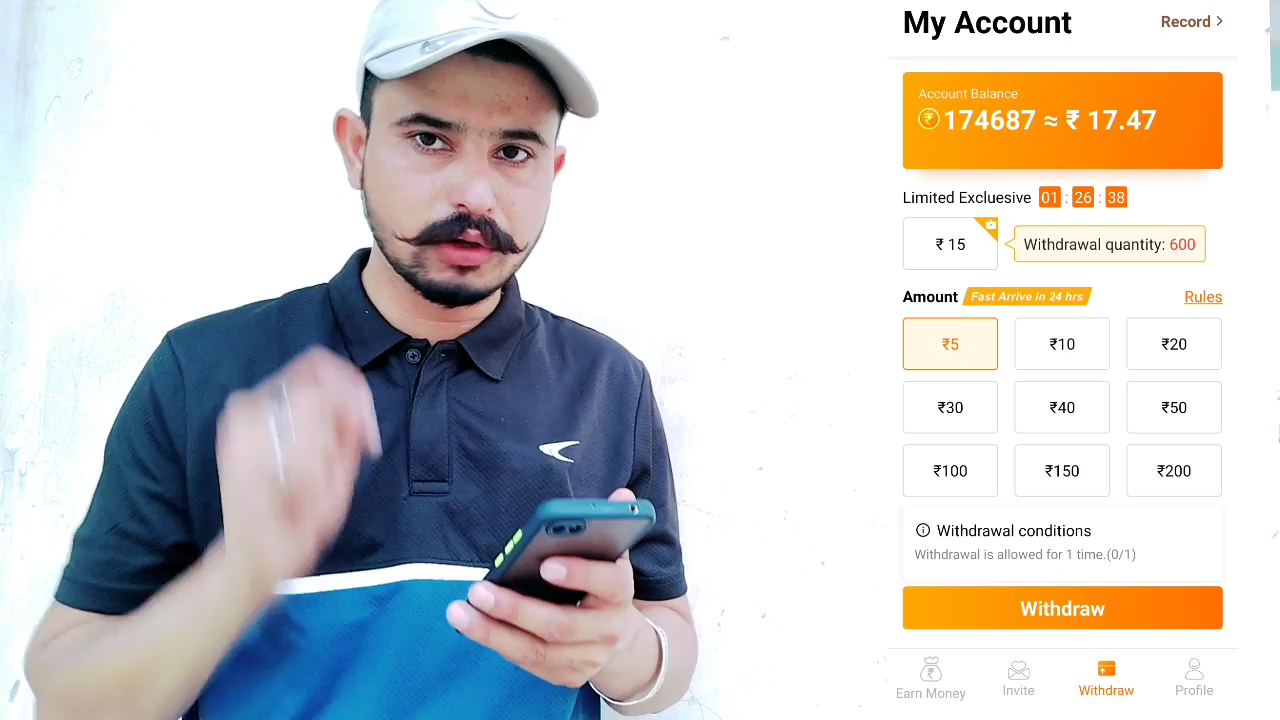 My Account
Record >
Account Balance
174687 ≈ ₹ 17.47
Limited Excluesive 01 : 26 : 38
₹ 15
Withdrawal quantity: 600
Amount Fast Arrive in 24 hrs Rules
₹5 ₹10 ₹20
₹30 ₹40 ₹50
₹100 ₹150 ₹200
Withdrawal conditions
Withdrawal is allowed for 1 time.(0/1)
Withdraw
Earn Money Invite Withdraw Profile